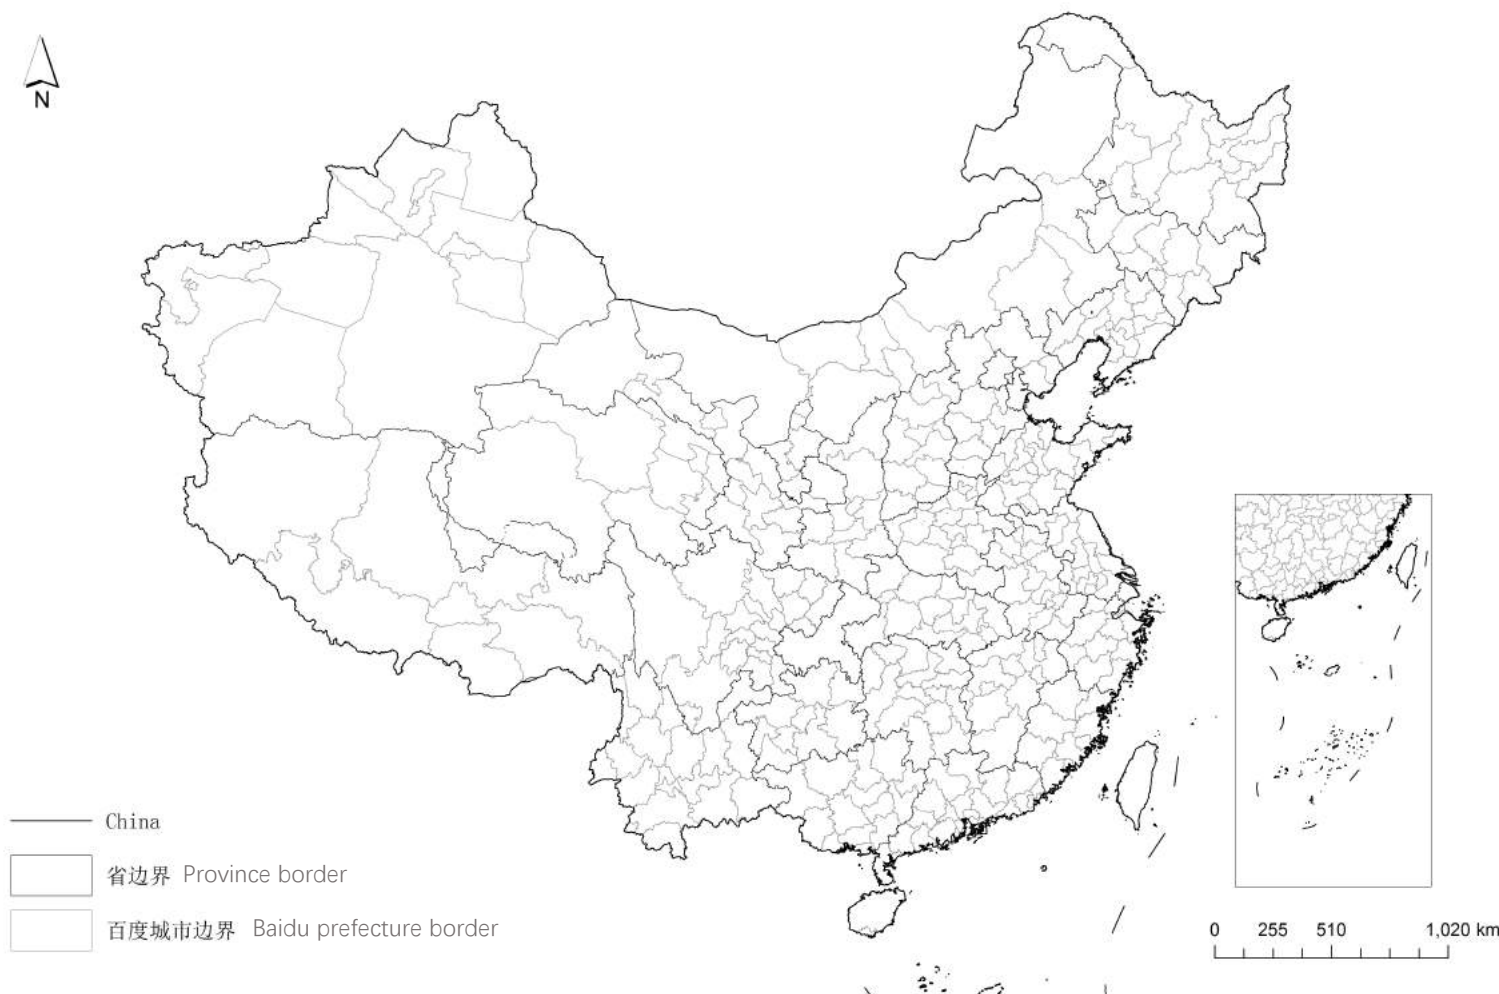 N
China
省边界 Province border
百度城市边界 Baidu prefecture border
0 255 510 1,020 km